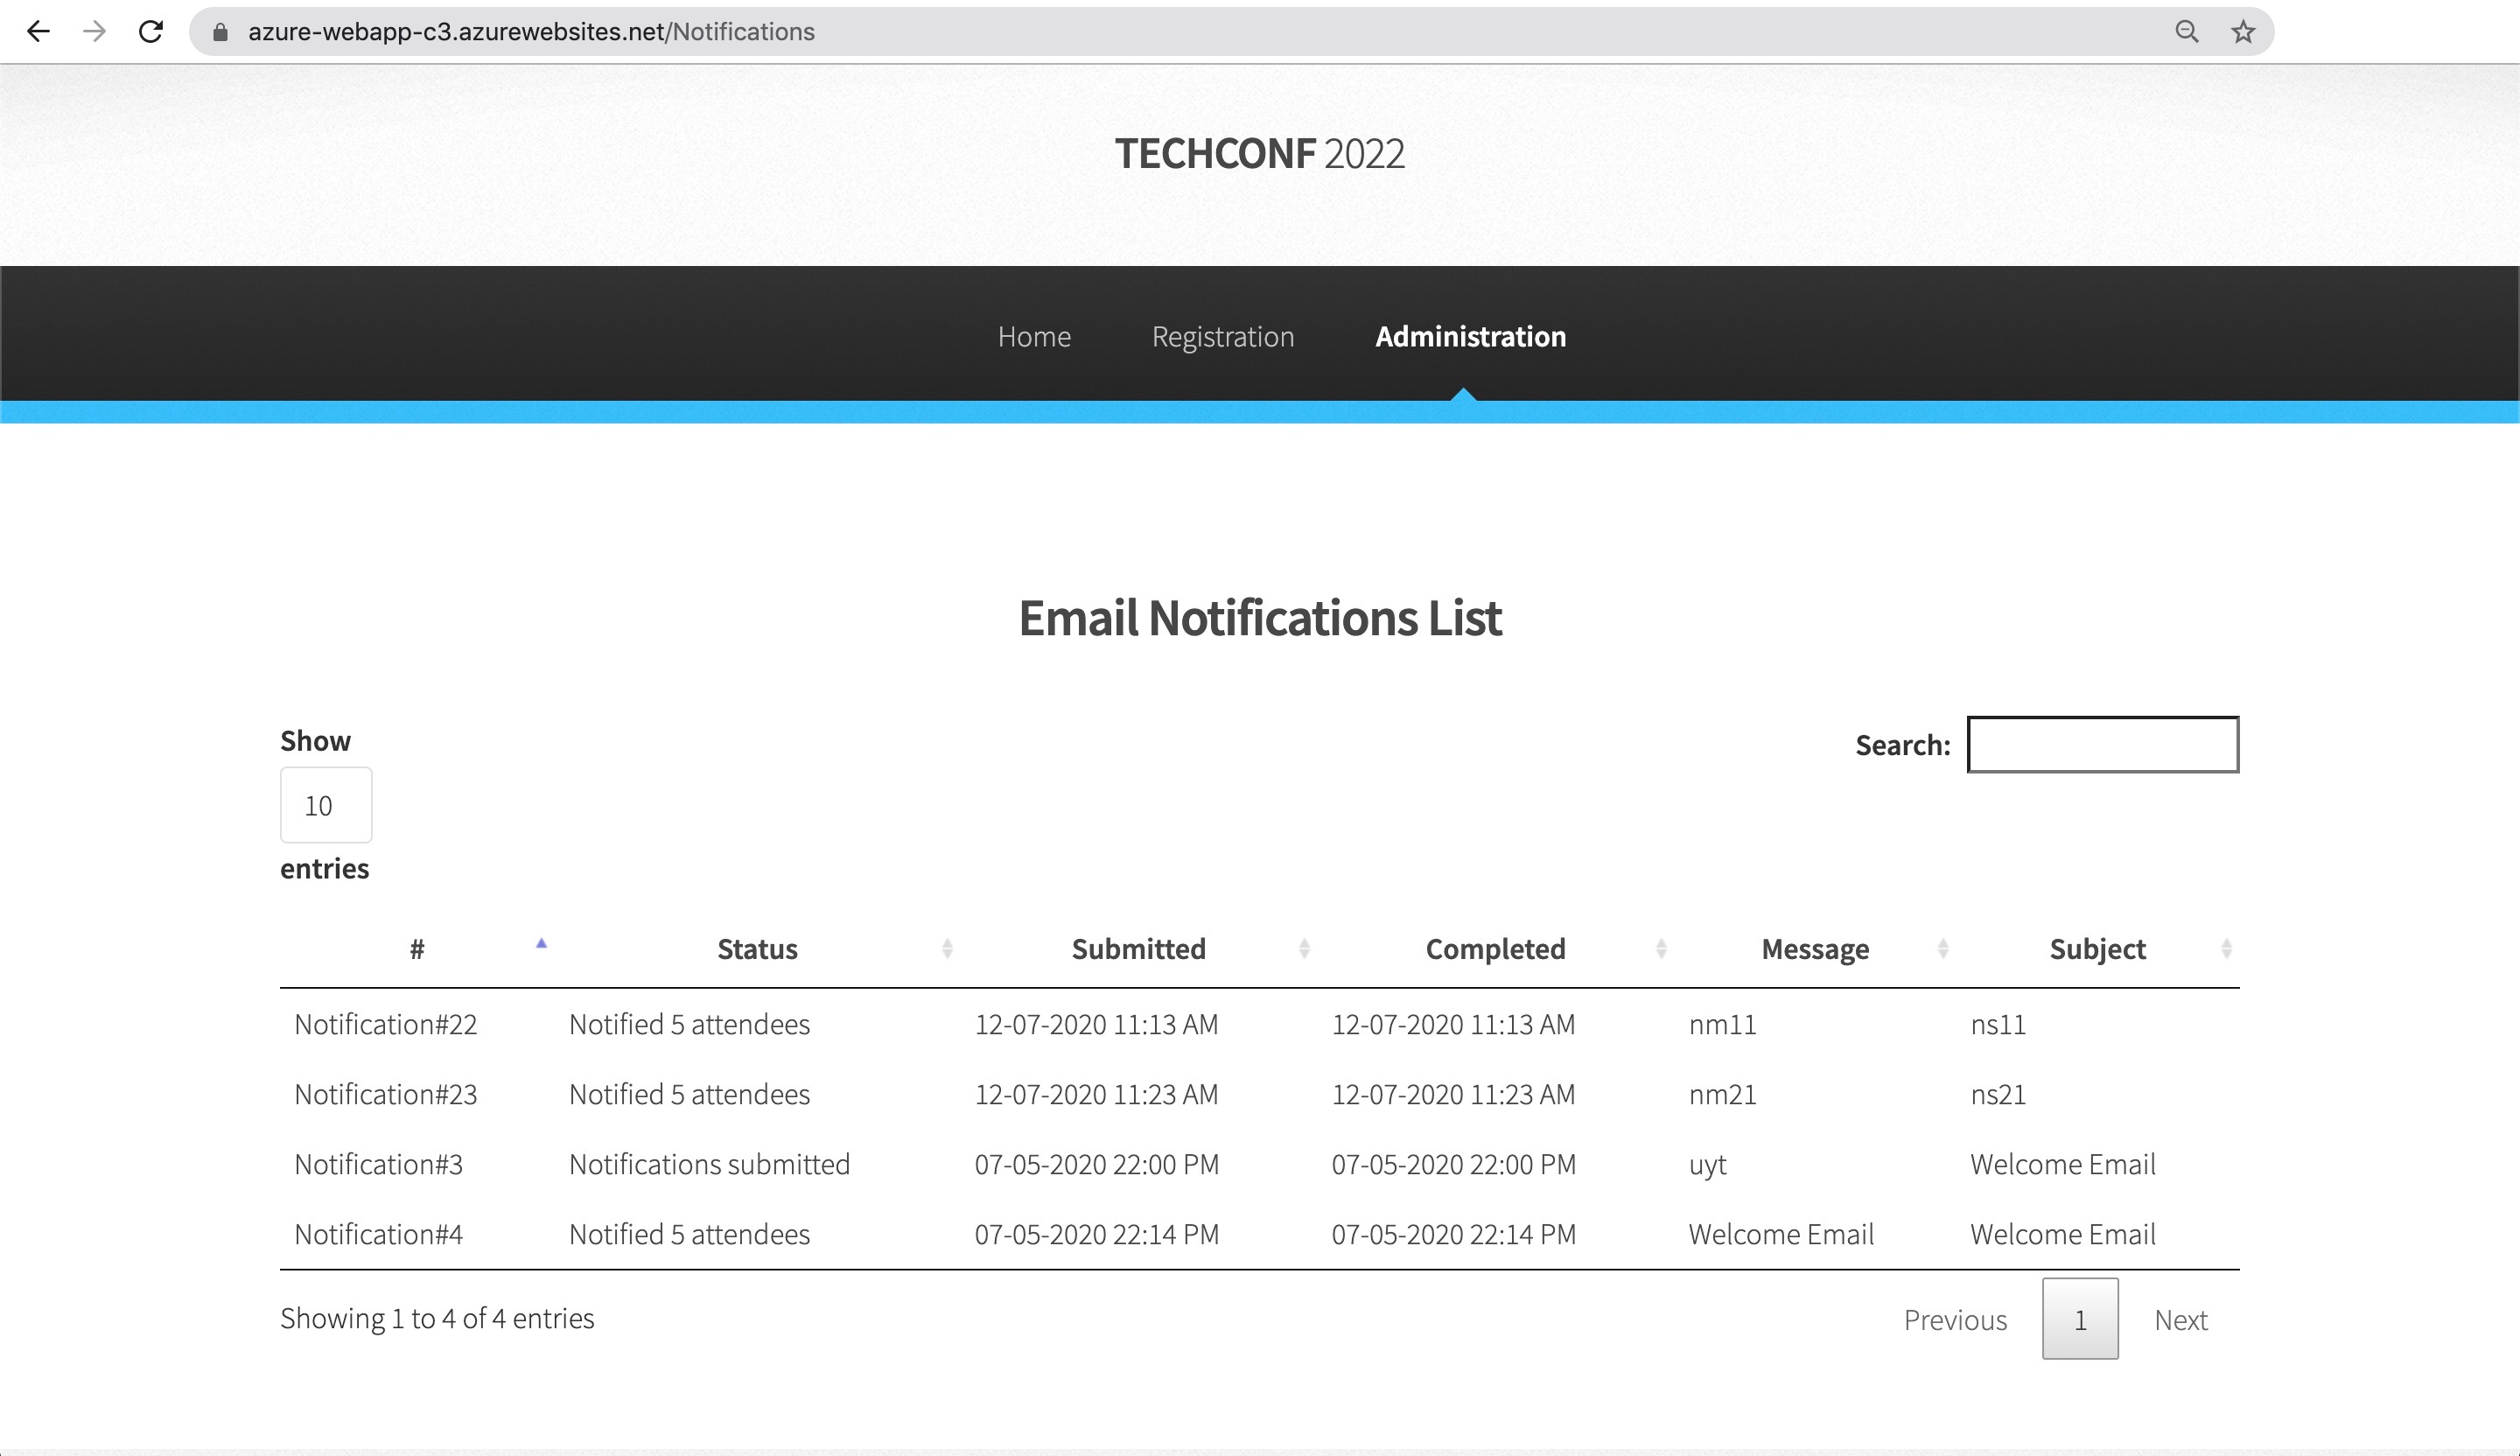 azure-webapp-c3.azurewebsites.net/Notifications
TECHCONF 2022
Home Registration Administration
Email Notifications List
Show
10
entries
Search:
# Status Submitted Completed Message Subject
Notification#22 Notified 5 attendees 12-07-2020 11:13 AM 12-07-2020 11:13 AM nm11 ns11
Notification#23 Notified 5 attendees 12-07-2020 11:23 AM 12-07-2020 11:23 AM nm21 ns21
Notification#3 Notifications submitted 07-05-2020 22:00 PM 07-05-2020 22:00 PM uyt Welcome Email
Notification#4 Notified 5 attendees 07-05-2020 22:14 PM 07-05-2020 22:14 PM Welcome Email Welcome Email
Showing 1 to 4 of 4 entries
Previous 1 Next